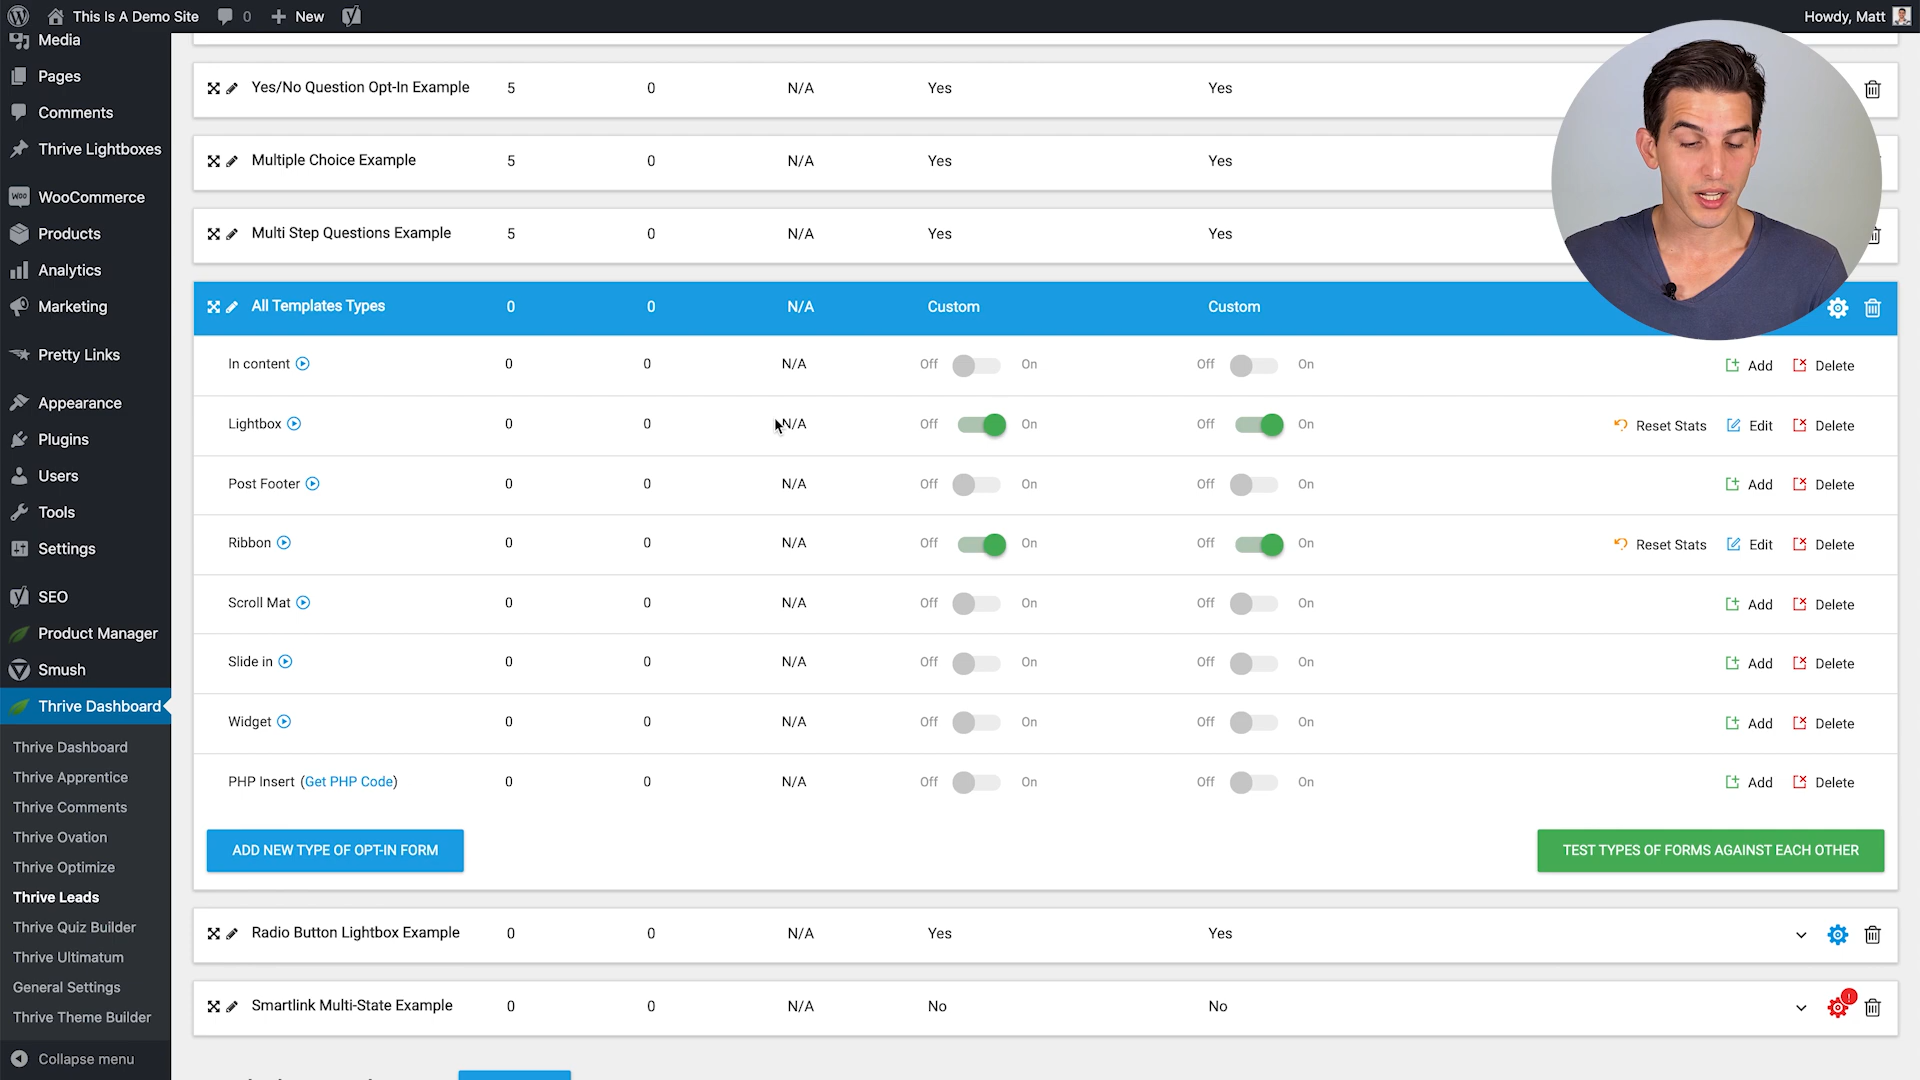 This Is A Demo Site 0 New Howdy, Matt
Media
Pages
Comments
Thrive Lightboxes
WooCommerce
Products
Analytics
Marketing
Pretty Links
Appearance
Plugins
Users
Tools
Settings
SEO
Product Manager
Smush
Thrive Dashboard
Thrive Dashboard
Thrive Apprentice
Thrive Comments
Thrive Ovation
Thrive Optimize
Thrive Leads
Thrive Quiz Builder
Thrive Ultimatum
General Settings
Thrive Theme Builder
Collapse menu
Yes/No Question Opt-In Example 5 0 N/A Yes Yes
Multiple Choice Example 5 0 N/A Yes Yes
Multi Step Questions Example 5 0 N/A Yes Yes
All Templates Types 0 0 N/A Custom Custom
In content 0 0 N/A Off On Off On Add Delete
Lightbox 0 0 N/A Off On Off On Reset Stats Edit Delete
Post Footer 0 0 N/A Off On Off On Add Delete
Ribbon 0 0 N/A Off On Off On Reset Stats Edit Delete
Scroll Mat 0 0 N/A Off On Off On Add Delete
Slide in 0 0 N/A Off On Off On Add Delete
Widget 0 0 N/A Off On Off On Add Delete
PHP Insert (Get PHP Code) 0 0 N/A Off On Off On Add Delete
ADD NEW TYPE OF OPT-IN FORM TEST TYPES OF FORMS AGAINST EACH OTHER
Radio Button Lightbox Example 0 0 N/A Yes Yes
Smartlink Multi-State Example 0 0 N/A No No !